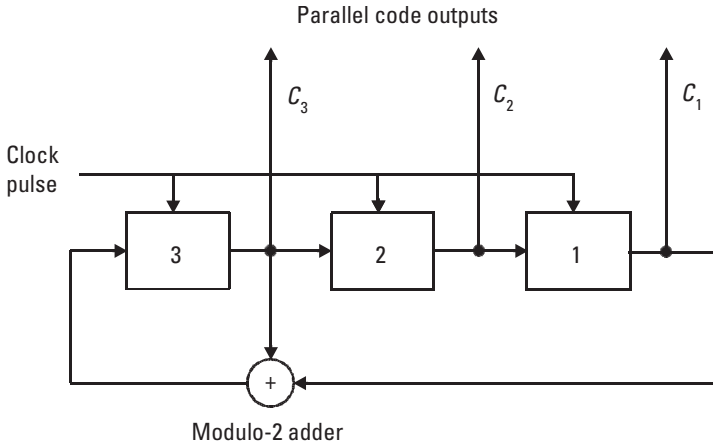 Parallel code outputs
C₃
C₂
C₁
Clock
pulse
3
2
1
+
Modulo-2 adder